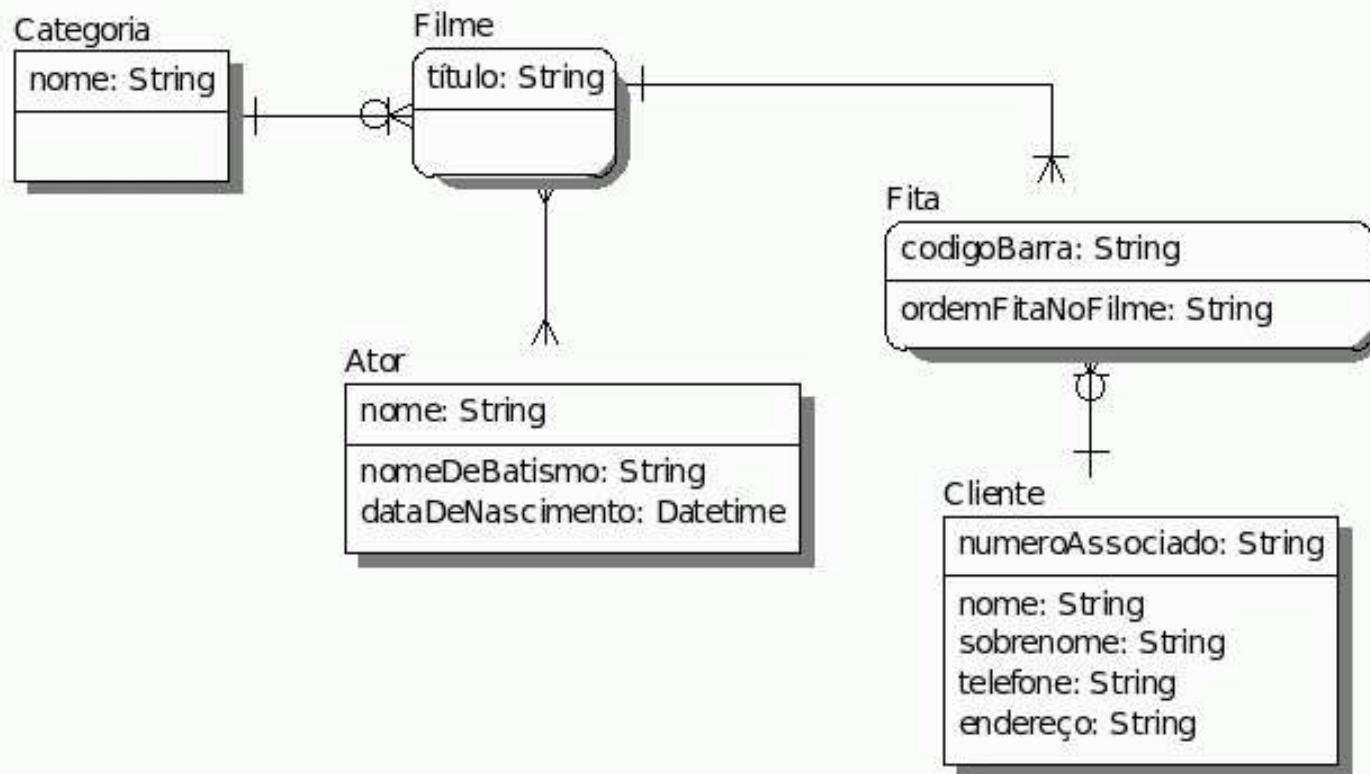 Categoria
nome: String
Filme
título: String
Fita
codigoBarra: String
ordemFitaNoFilme: String
Ator
nome: String
nomeDeBatismo: String
dataDeNascimento: Datetime
Cliente
numeroAssociado: String
nome: String
sobrenome: String
telefone: String
endereço: String